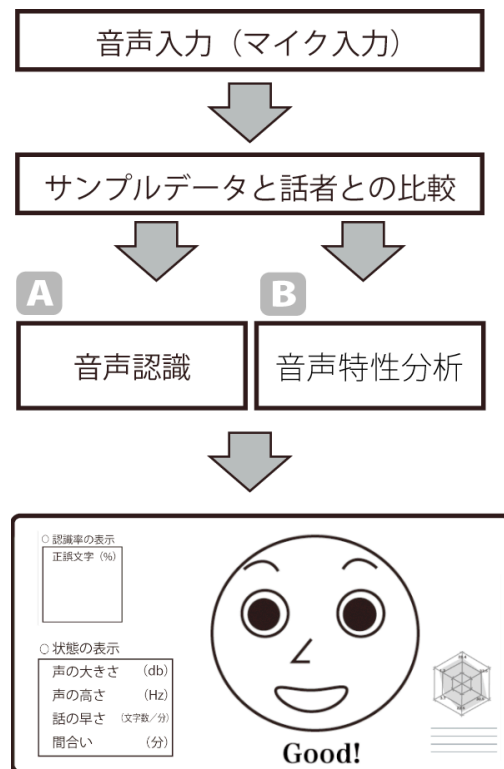 音声入力（マイク入力）
サンプルデータと話者との比較
A
B
音声認識
音声特性分析
○ 認識率の表示
正誤文字（%）
○ 状態の表示
声の大きさ （db）
声の高さ （Hz）
話の早さ （文字数／分）
間合い （分）
Good!